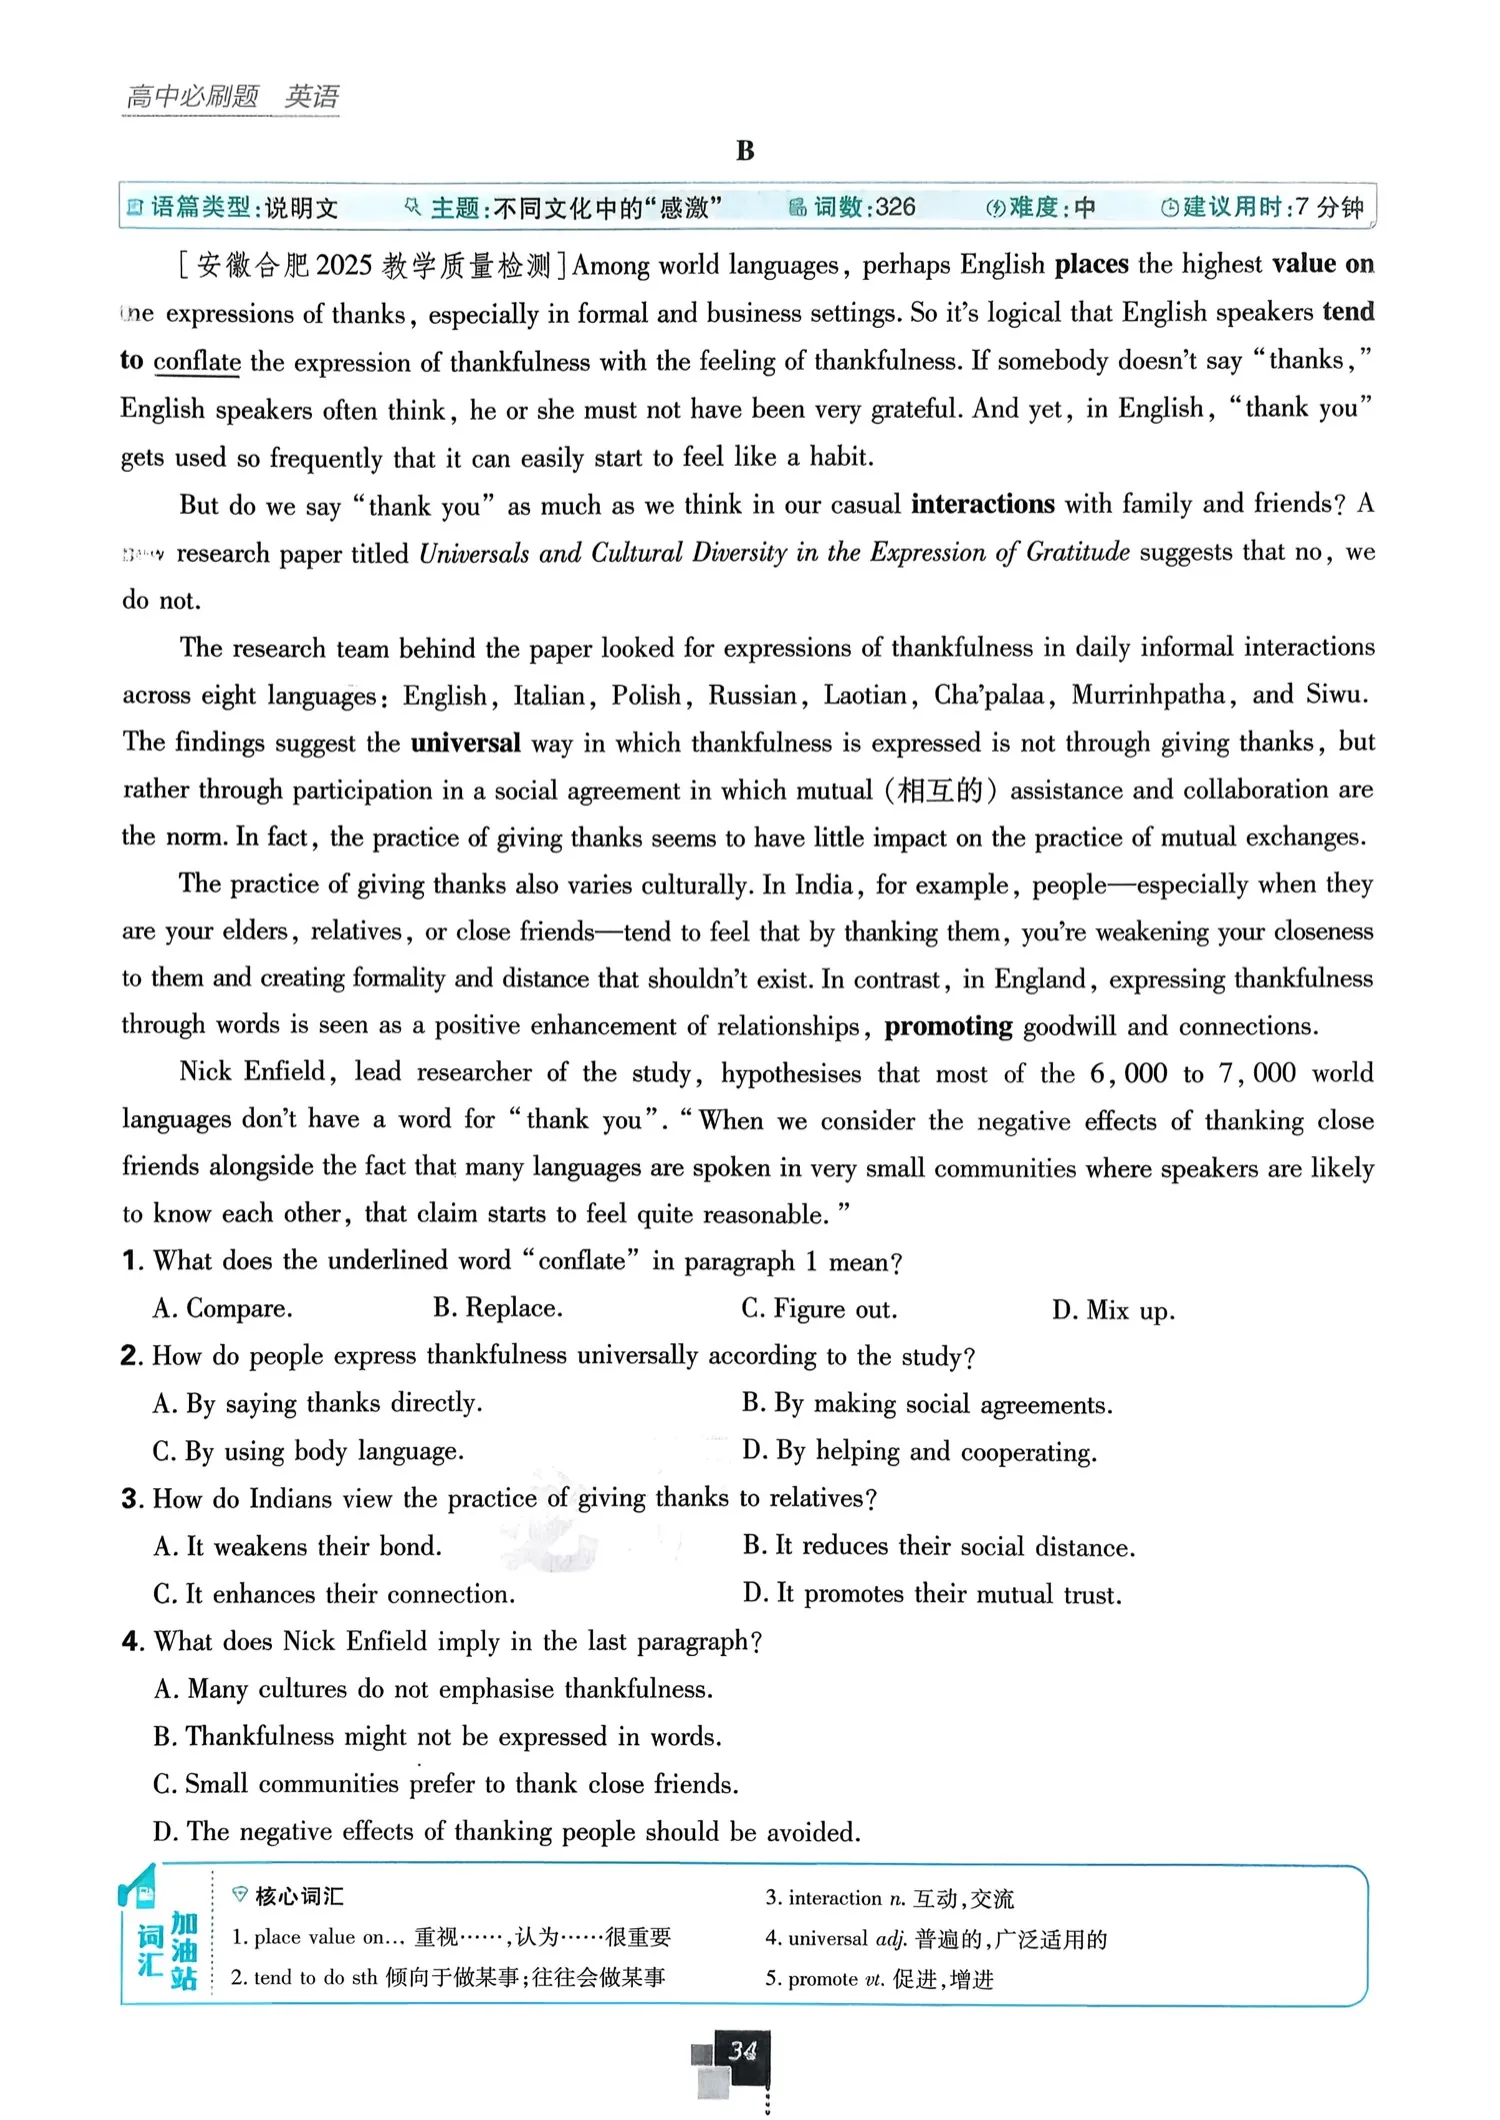 高中必刷题 英语
B
语篇类型:说明文 主题:不同文化中的“感激” 词数:326 难度:中 建议用时:7 分钟
[安徽合肥 2025 教学质量检测]Among world languages, perhaps English places the highest value on
expressions of thanks, especially in formal and business settings. So it's logical that English speakers tend
to conflate the expression of thankfulness with the feeling of thankfulness. If somebody doesn't say “thanks,”
English speakers often think, he or she must not have been very grateful. And yet, in English, “thank you”
gets used so frequently that it can easily start to feel like a habit.
But do we say “thank you” as much as we think in our casual interactions with family and friends? A
research paper titled Universals and Cultural Diversity in the Expression of Gratitude suggests that no, we
do not.
The research team behind the paper looked for expressions of thankfulness in daily informal interactions
across eight languages: English, Italian, Polish, Russian, Laotian, Cha'palaa, Murrinhpatha, and Siwu.
The findings suggest the universal way in which thankfulness is expressed is not through giving thanks, but
rather through participation in a social agreement in which mutual (相互的) assistance and collaboration are
the norm. In fact, the practice of giving thanks seems to have little impact on the practice of mutual exchanges.
The practice of giving thanks also varies culturally. In India, for example, people—especially when they
are your elders, relatives, or close friends—tend to feel that by thanking them, you're weakening your closeness
to them and creating formality and distance that shouldn't exist. In contrast, in England, expressing thankfulness
through words is seen as a positive enhancement of relationships, promoting goodwill and connections.
Nick Enfield, lead researcher of the study, hypothesises that most of the 6,000 to 7,000 world
languages don't have a word for “thank you”. “When we consider the negative effects of thanking close
friends alongside the fact that many languages are spoken in very small communities where speakers are likely
to know each other, that claim starts to feel quite reasonable.”
1. What does the underlined word “conflate” in paragraph 1 mean?
A. Compare. B. Replace. C. Figure out. D. Mix up.
2. How do people express thankfulness universally according to the study?
A. By saying thanks directly. B. By making social agreements.
C. By using body language. D. By helping and cooperating.
3. How do Indians view the practice of giving thanks to relatives?
A. It weakens their bond. B. It reduces their social distance.
C. It enhances their connection. D. It promotes their mutual trust.
4. What does Nick Enfield imply in the last paragraph?
A. Many cultures do not emphasise thankfulness.
B. Thankfulness might not be expressed in words.
C. Small communities prefer to thank close friends.
D. The negative effects of thanking people should be avoided.
词汇加油站
核心词汇
1. place value on... 重视……,认为……很重要
2. tend to do sth 倾向于做某事;往往会做某事
3. interaction n. 互动,交流
4. universal adj. 普遍的,广泛适用的
5. promote vt. 促进,增进
34